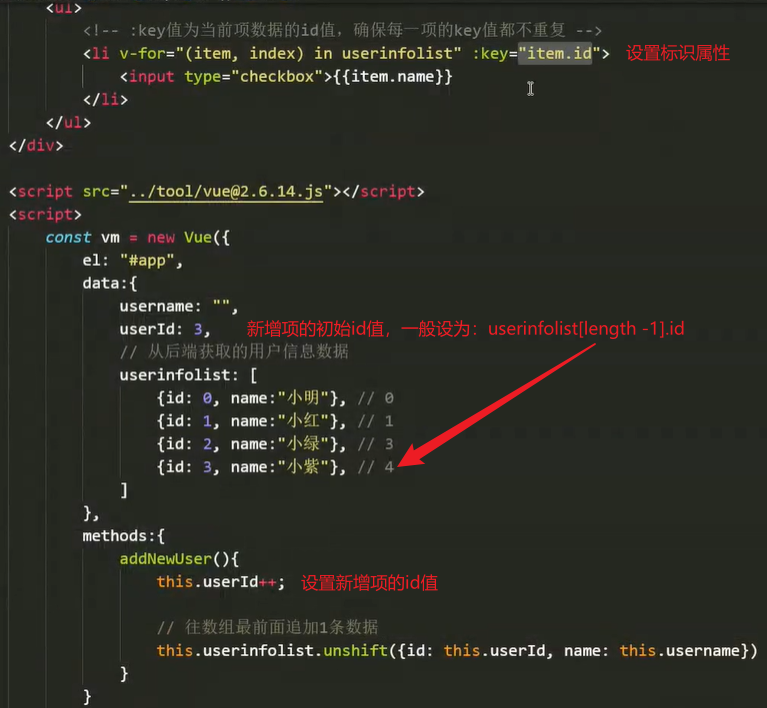 <ul>
<!-- :key值为当前项数据的id值，确保每一项的key值都不重复 -->
<li v-for="(item, index) in userinfolist" :key="item.id"> 设置标识属性
<input type="checkbox">{{item.name}}
</li>
</ul>
</div>
<script src="../tool/vue@2.6.14.js"></script>
<script>
const vm = new Vue({
el: "#app",
data:{
username: "",
userId: 3, 新增项的初始id值，一般设为：userinfolist[length -1].id
// 从后端获取的用户信息数据
userinfolist: [
{id: 0, name:"小明"}, // 0
{id: 1, name:"小红"}, // 1
{id: 2, name:"小绿"}, // 3
{id: 3, name:"小紫"}, // 4
]
},
methods:{
addNewUser(){
this.userId++; 设置新增项的id值
// 往数组最前面追加1条数据
this.userinfolist.unshift({id: this.userId, name: this.username})
}
}